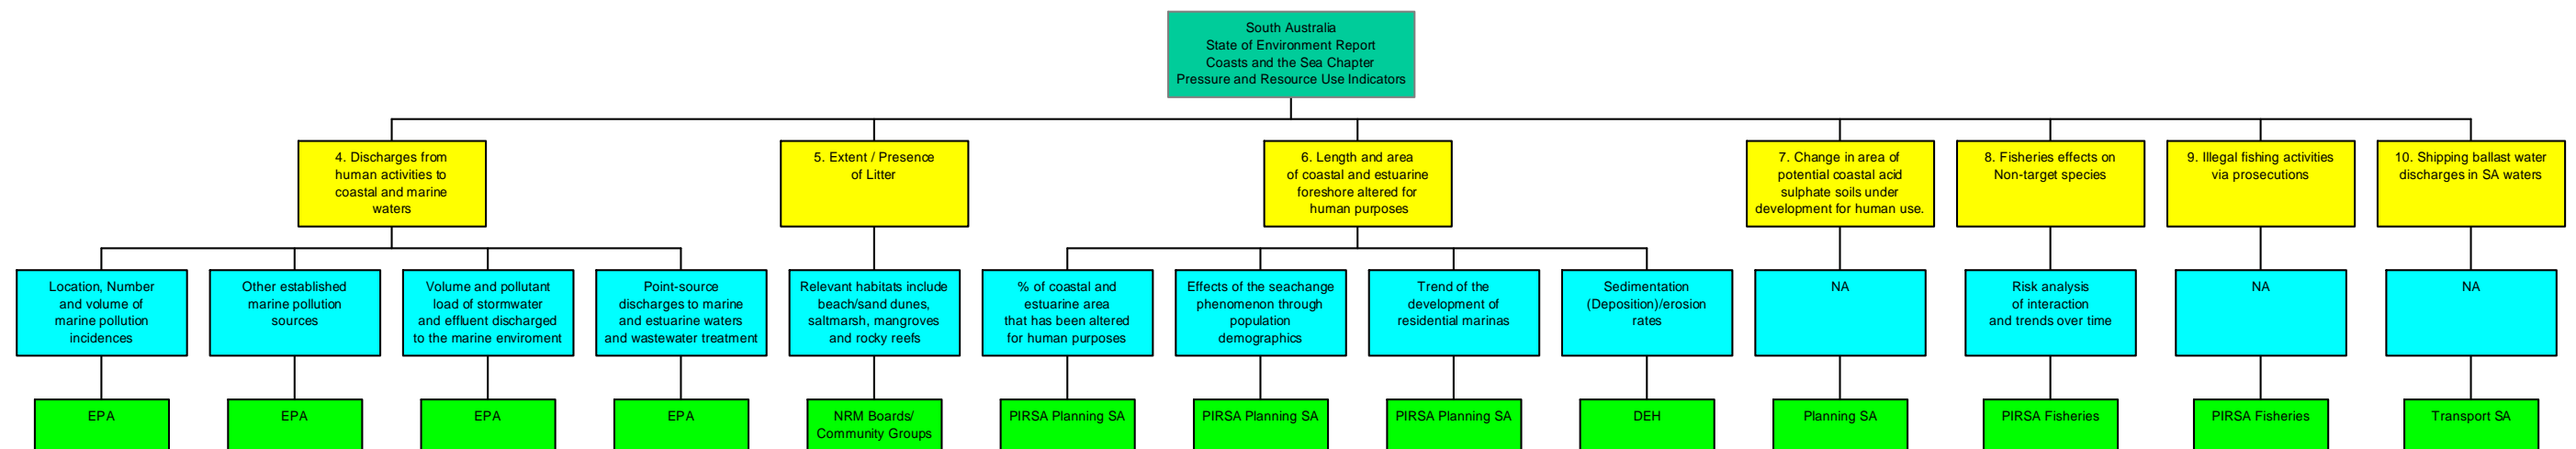 South Australia
State of Environment Report
Coasts and the Sea Chapter
Pressure and Resource Use Indicators
4. Discharges from
human activities to
coastal and marine
waters
5. Extent / Presence
of Litter
6. Length and area
of coastal and estuarine
foreshore altered for
human purposes
7. Change in area of
potential coastal acid
sulphate soils under
development for human use.
8. Fisheries effects on
Non-target species
9. Illegal fishing activities
via prosecutions
10. Shipping ballast water
discharges in SA waters
Location, Number
and volume of
marine pollution
incidences
Other established
marine pollution
sources
Volume and pollutant
load of stormwater
and effluent discharged
to the marine enviroment
Point-source
discharges to marine
and estuarine waters
and wastewater treatment
Relevant habitats include
beach/sand dunes,
saltmarsh, mangroves
and rocky reefs
% of coastal and
estuarine area
that has been altered
for human purposes
Effects of the seachange
phenomenon through
population
demographics
Trend of the
development of
residential marinas
Sedimentation
(Deposition)/erosion
rates
NA
Risk analysis
of interaction
and trends over time
NA
NA
EPA
EPA
EPA
EPA
NRM Boards/
Community Groups
PIRSA Planning SA
PIRSA Planning SA
PIRSA Planning SA
DEH
Planning SA
PIRSA Fisheries
PIRSA Fisheries
Transport SA